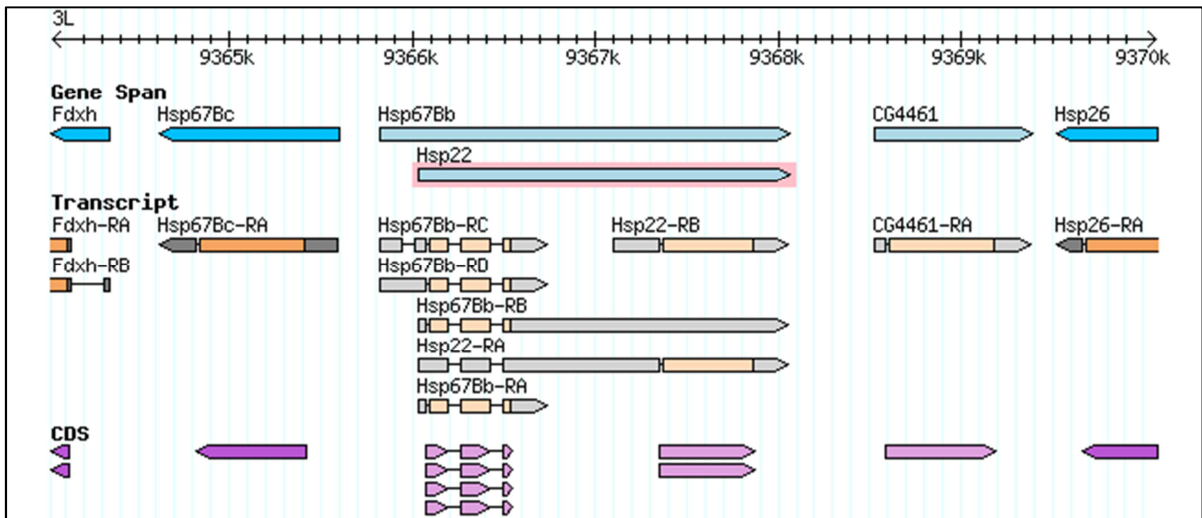 3L
9365k 9366k 9367k 9368k 9369k 9370k
Gene Span
Fdxh Hsp67Bc Hsp67Bb CG4461 Hsp26
Hsp22
Transcript
Fdxh-RA Hsp67Bc-RA Hsp67Bb-RC Hsp22-RB CG4461-RA Hsp26-RA
Fdxh-RB Hsp67Bb-RD
Hsp67Bb-RB
Hsp22-RA
Hsp67Bb-RA
CDS